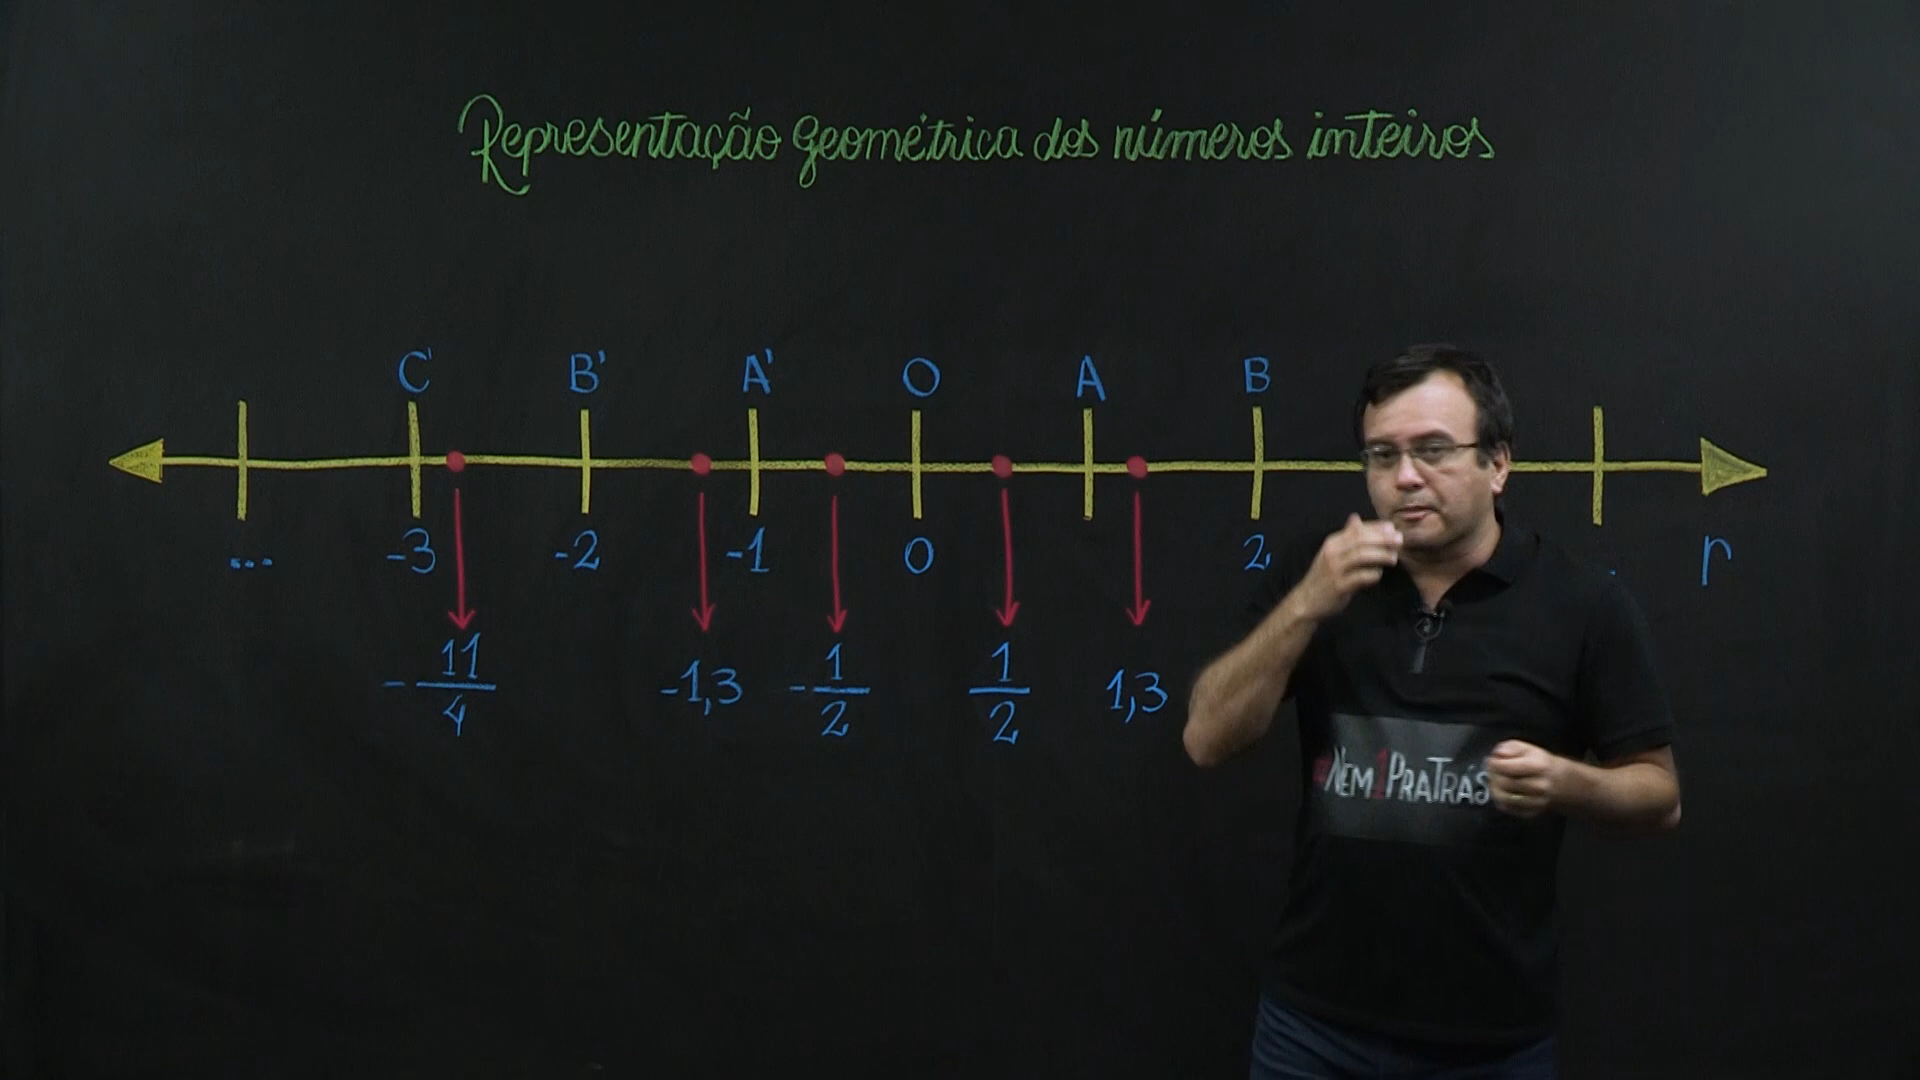 Representação geométrica dos números inteiros
C' B' A' O A B
... -3 -2 -1 0 2 . r
-11/4 -1,3 -1/2 1/2 1,3
#NEM1PRATRÁS